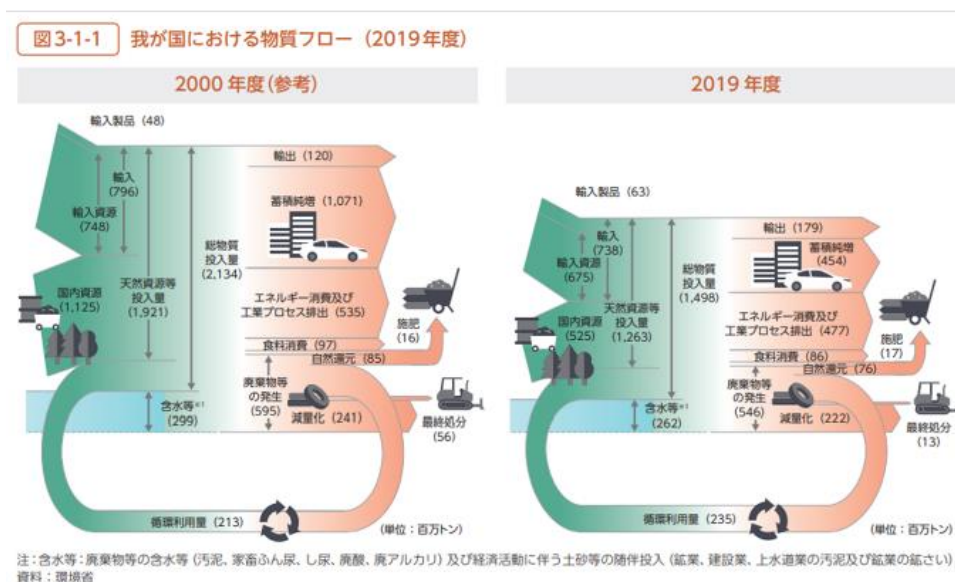 図3-1-1 我が国における物質フロー（2019年度）
2000年度(参考)
輸入製品（48）
輸入
(796)
輸入資源
(748)
国内資源
(1,125)
天然資源等
投入量
(1,921)
総物質
投入量
(2,134)
含水等※1
(299)
輸出（120）
蓄積純増（1,071）
エネルギー消費及び
工業プロセス排出（535）
食料消費（97）
自然還元（85）
施肥
(16)
廃棄物等
の発生
(595)
減量化（241）
最終処分
(56)
循環利用量（213）
(単位：百万トン)
2019年度
輸入製品（63）
輸入
(738)
輸入資源
(675)
国内資源
(525)
天然資源等
投入量
(1,263)
総物質
投入量
(1,498)
含水等※1
(262)
輸出（179）
蓄積純増
(454)
エネルギー消費及び
工業プロセス排出（477）
食料消費（86）
自然還元（76）
施肥
(17)
廃棄物等
の発生
(546)
減量化（222）
最終処分
(13)
循環利用量（235）
(単位：百万トン)
注：含水等：廃棄物等の含水等（汚泥、家畜ふん尿、し尿、廃酸、廃アルカリ）及び経済活動に伴う土砂等の随伴投入（鉱業、建設業、上水道業の汚泥及び鉱業の鉱さい）
資料：環境省